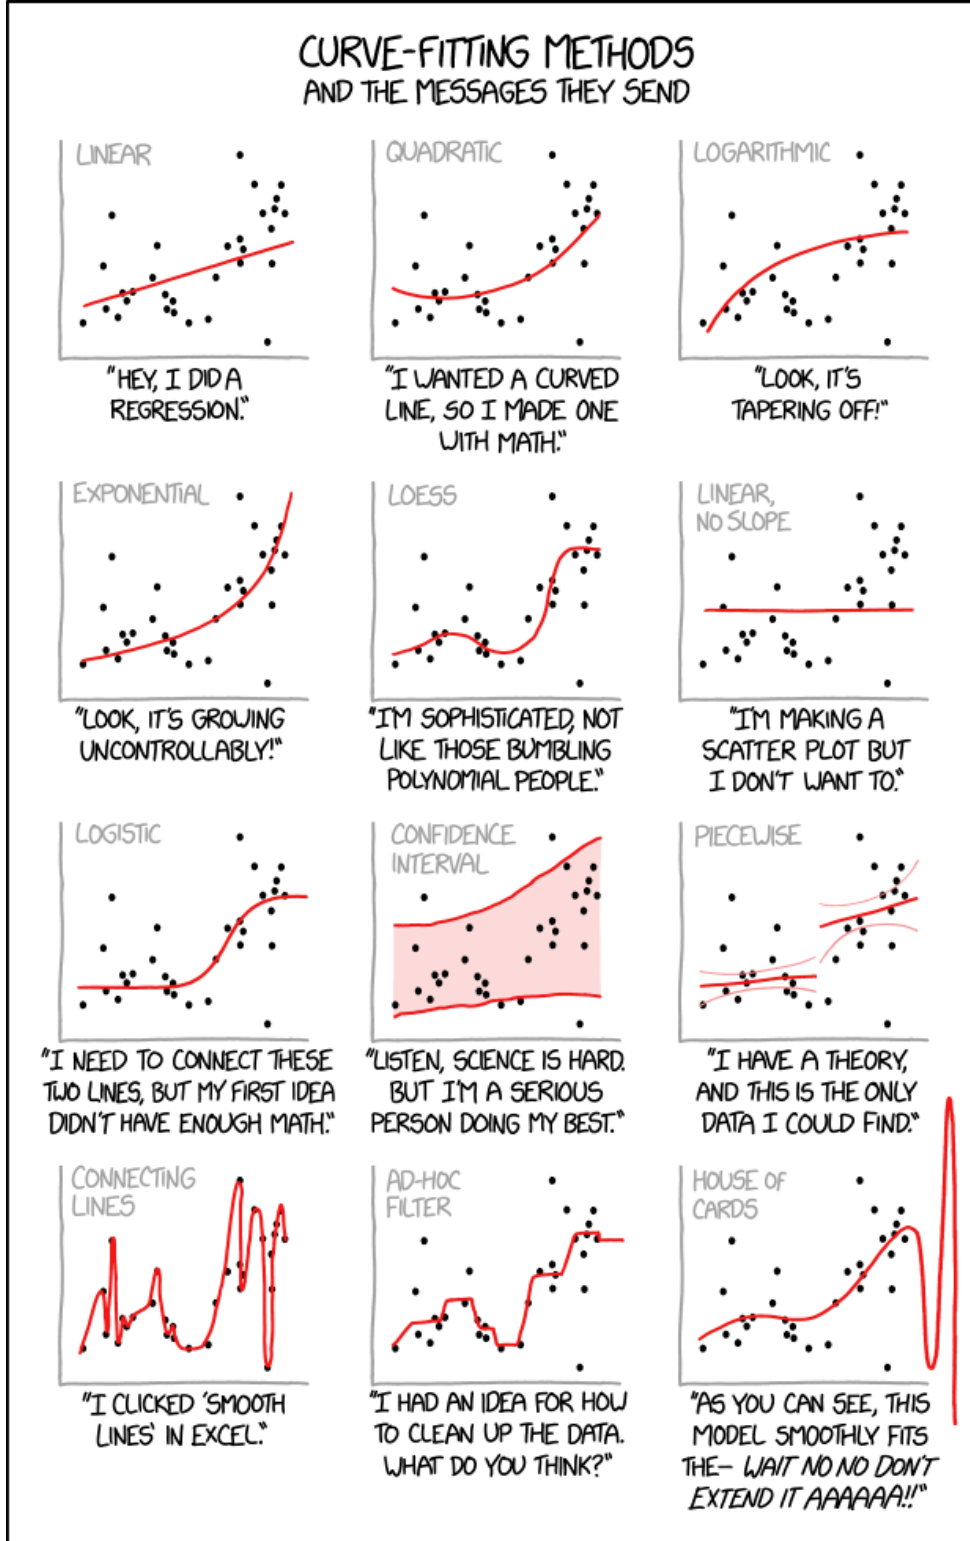 CURVE-FITTING METHODS
AND THE MESSAGES THEY SEND
LINEAR
"HEY, I DID A
REGRESSION."
QUADRATIC
"I WANTED A CURVED
LINE, SO I MADE ONE
WITH MATH."
LOGARITHMIC
"LOOK, IT'S
TAPERING OFF!"
EXPONENTIAL
"LOOK, IT'S GROWING
UNCONTROLLABLY!"
LOESS
"I'M SOPHISTICATED, NOT
LIKE THOSE BUMBLING
POLYNOMIAL PEOPLE."
LINEAR,
NO SLOPE
"I'M MAKING A
SCATTER PLOT BUT
I DON'T WANT TO."
LOGISTIC
"I NEED TO CONNECT THESE
TWO LINES, BUT MY FIRST IDEA
DIDN'T HAVE ENOUGH MATH."
CONFIDENCE
INTERVAL
"LISTEN, SCIENCE IS HARD.
BUT I'M A SERIOUS
PERSON DOING MY BEST."
PIECEWISE
"I HAVE A THEORY,
AND THIS IS THE ONLY
DATA I COULD FIND."
CONNECTING
LINES
"I CLICKED 'SMOOTH
LINES' IN EXCEL."
AD-HOC
FILTER
"I HAD AN IDEA FOR HOW
TO CLEAN UP THE DATA.
WHAT DO YOU THINK?"
HOUSE OF
CARDS
"AS YOU CAN SEE, THIS
MODEL SMOOTHLY FITS
THE- WAIT NO NO DON'T
EXTEND IT AAAAAA!!"